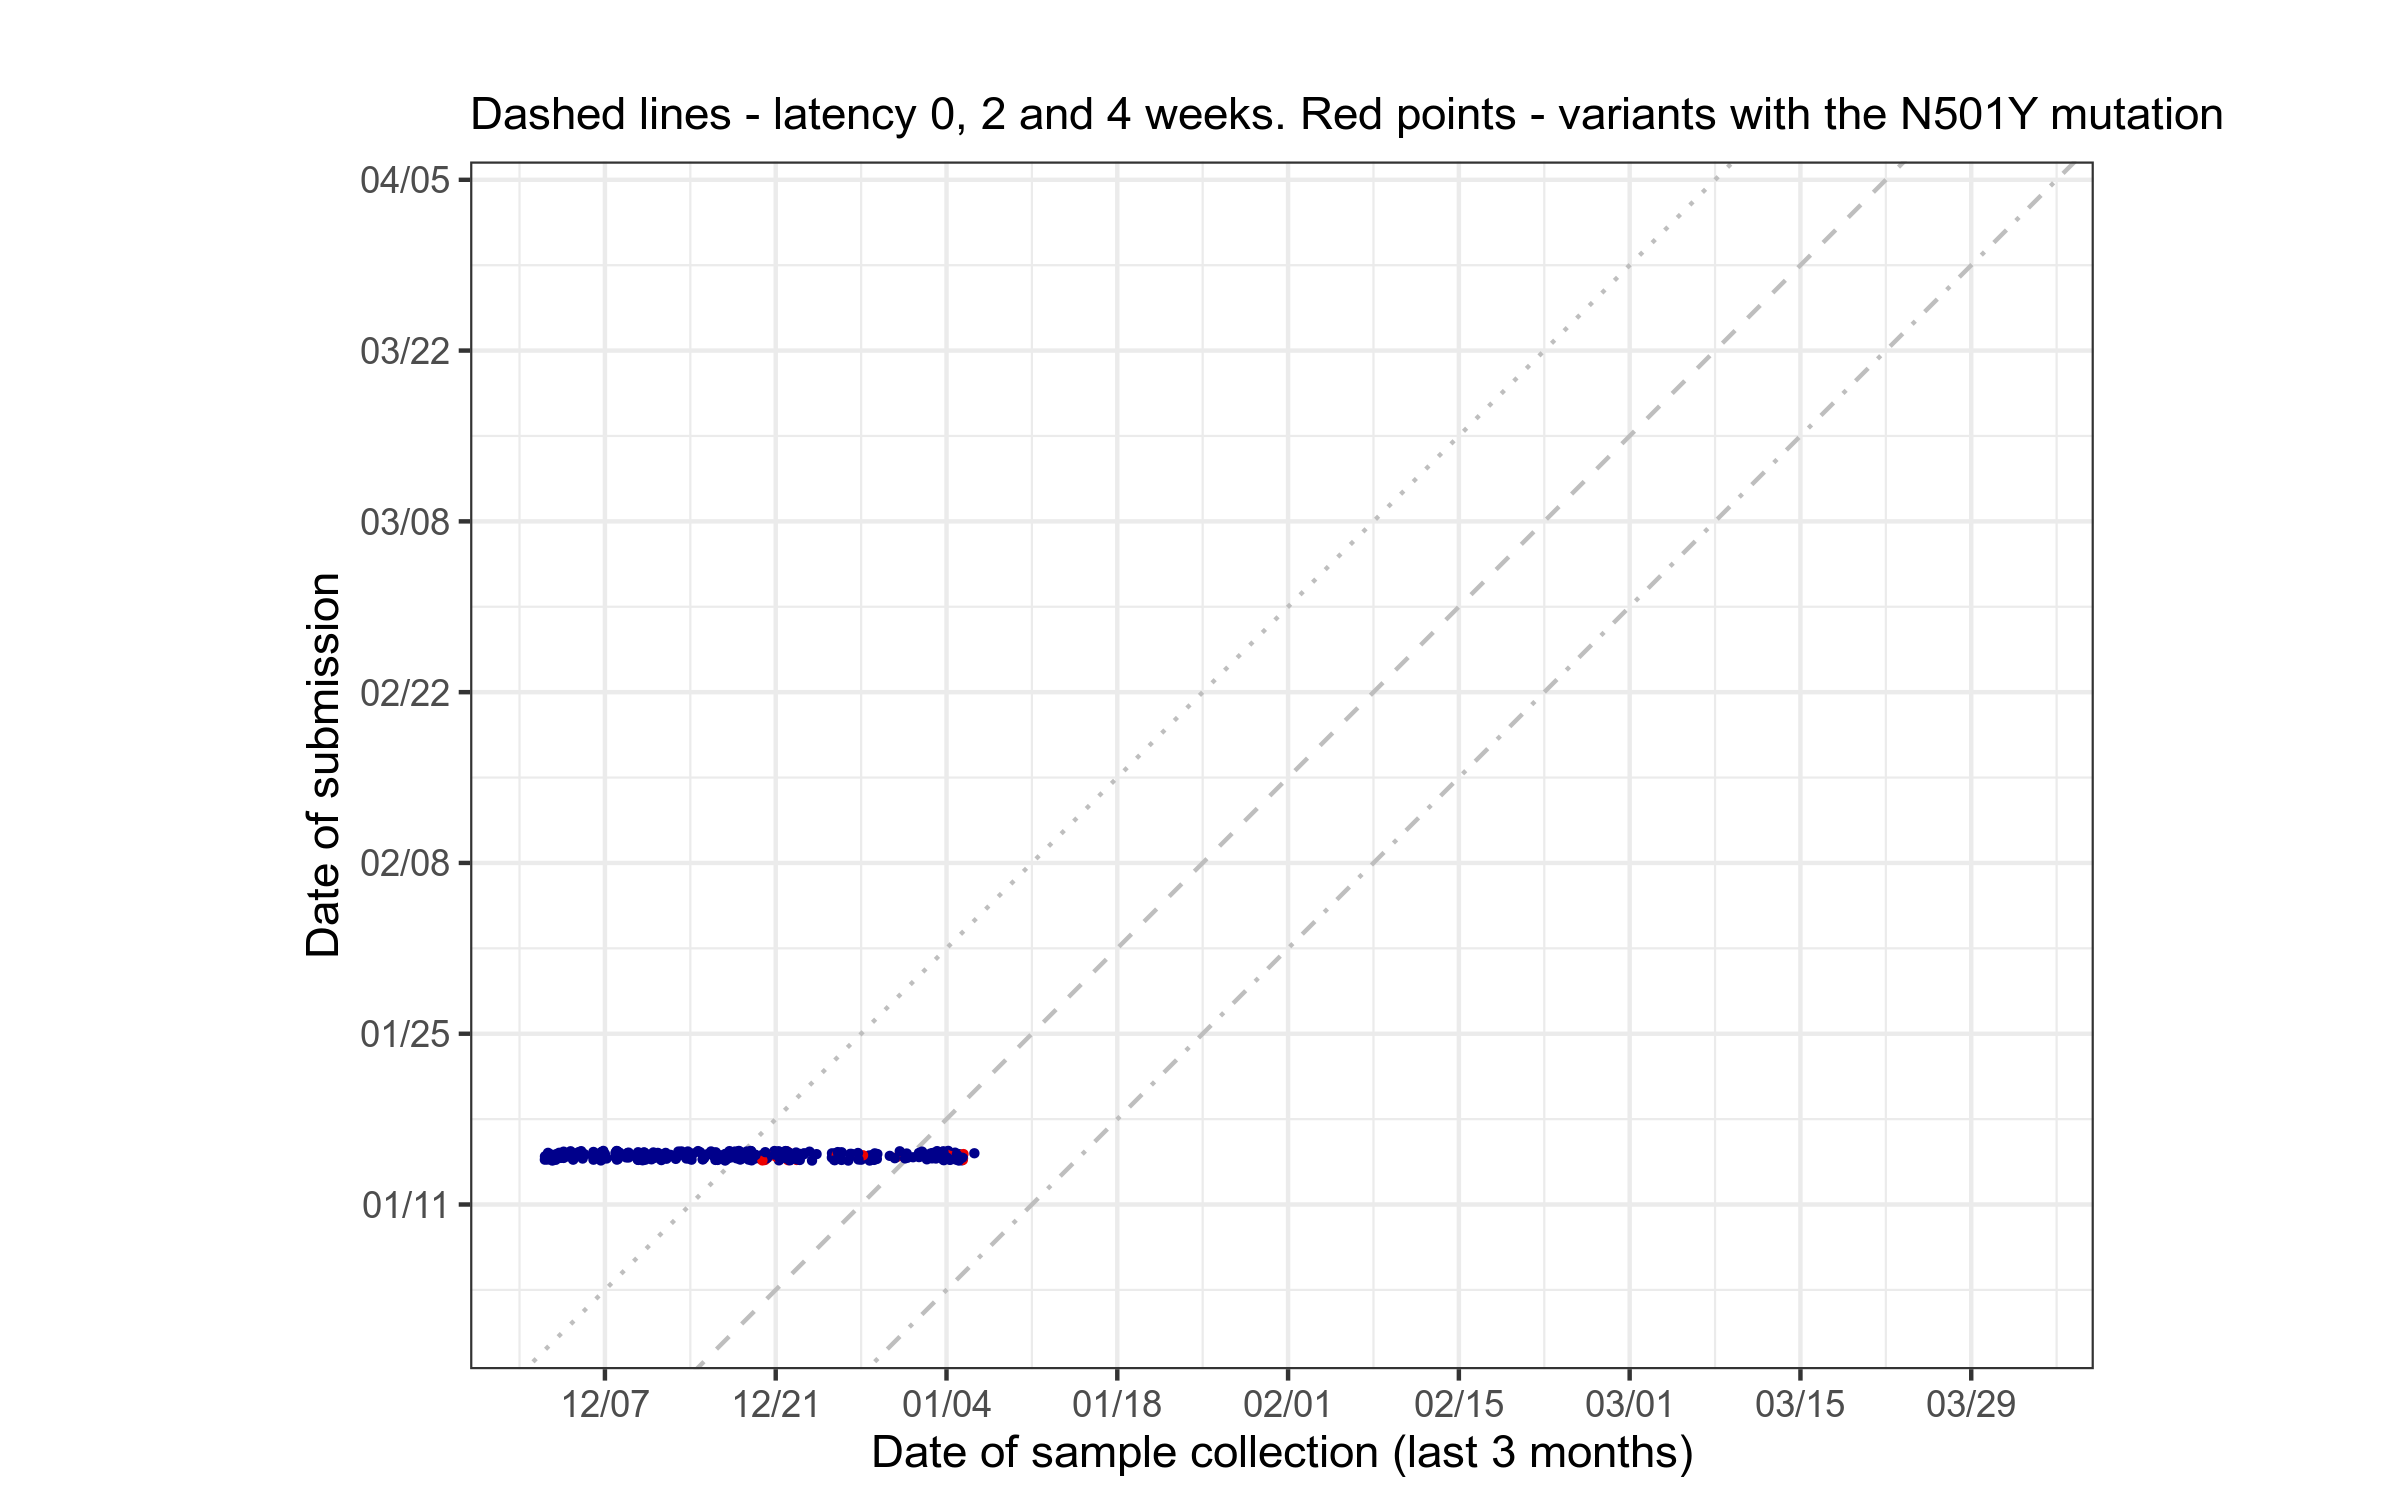 Dashed lines - latency 0, 2 and 4 weeks. Red points - variants with the N501Y mutation
04/05
03/22
03/08
02/22
02/08
01/25
01/11
Date of submission
12/07 12/21 01/04 01/18 02/01 02/15 03/01 03/15 03/29
Date of sample collection (last 3 months)